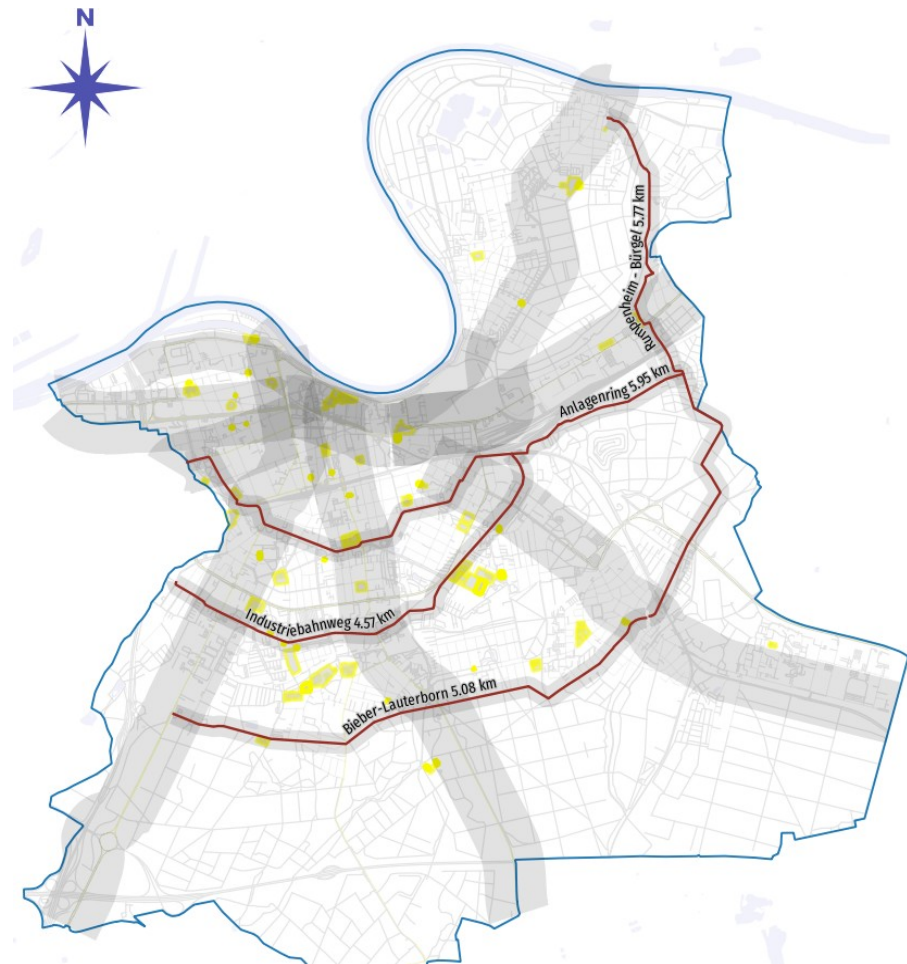 N
Rumpenheim - Bürgel 5.77 km
Anlagenring 5.95 km
Industriebahnweg 4.57 km
Bieber-Lauterborn 5.08 km